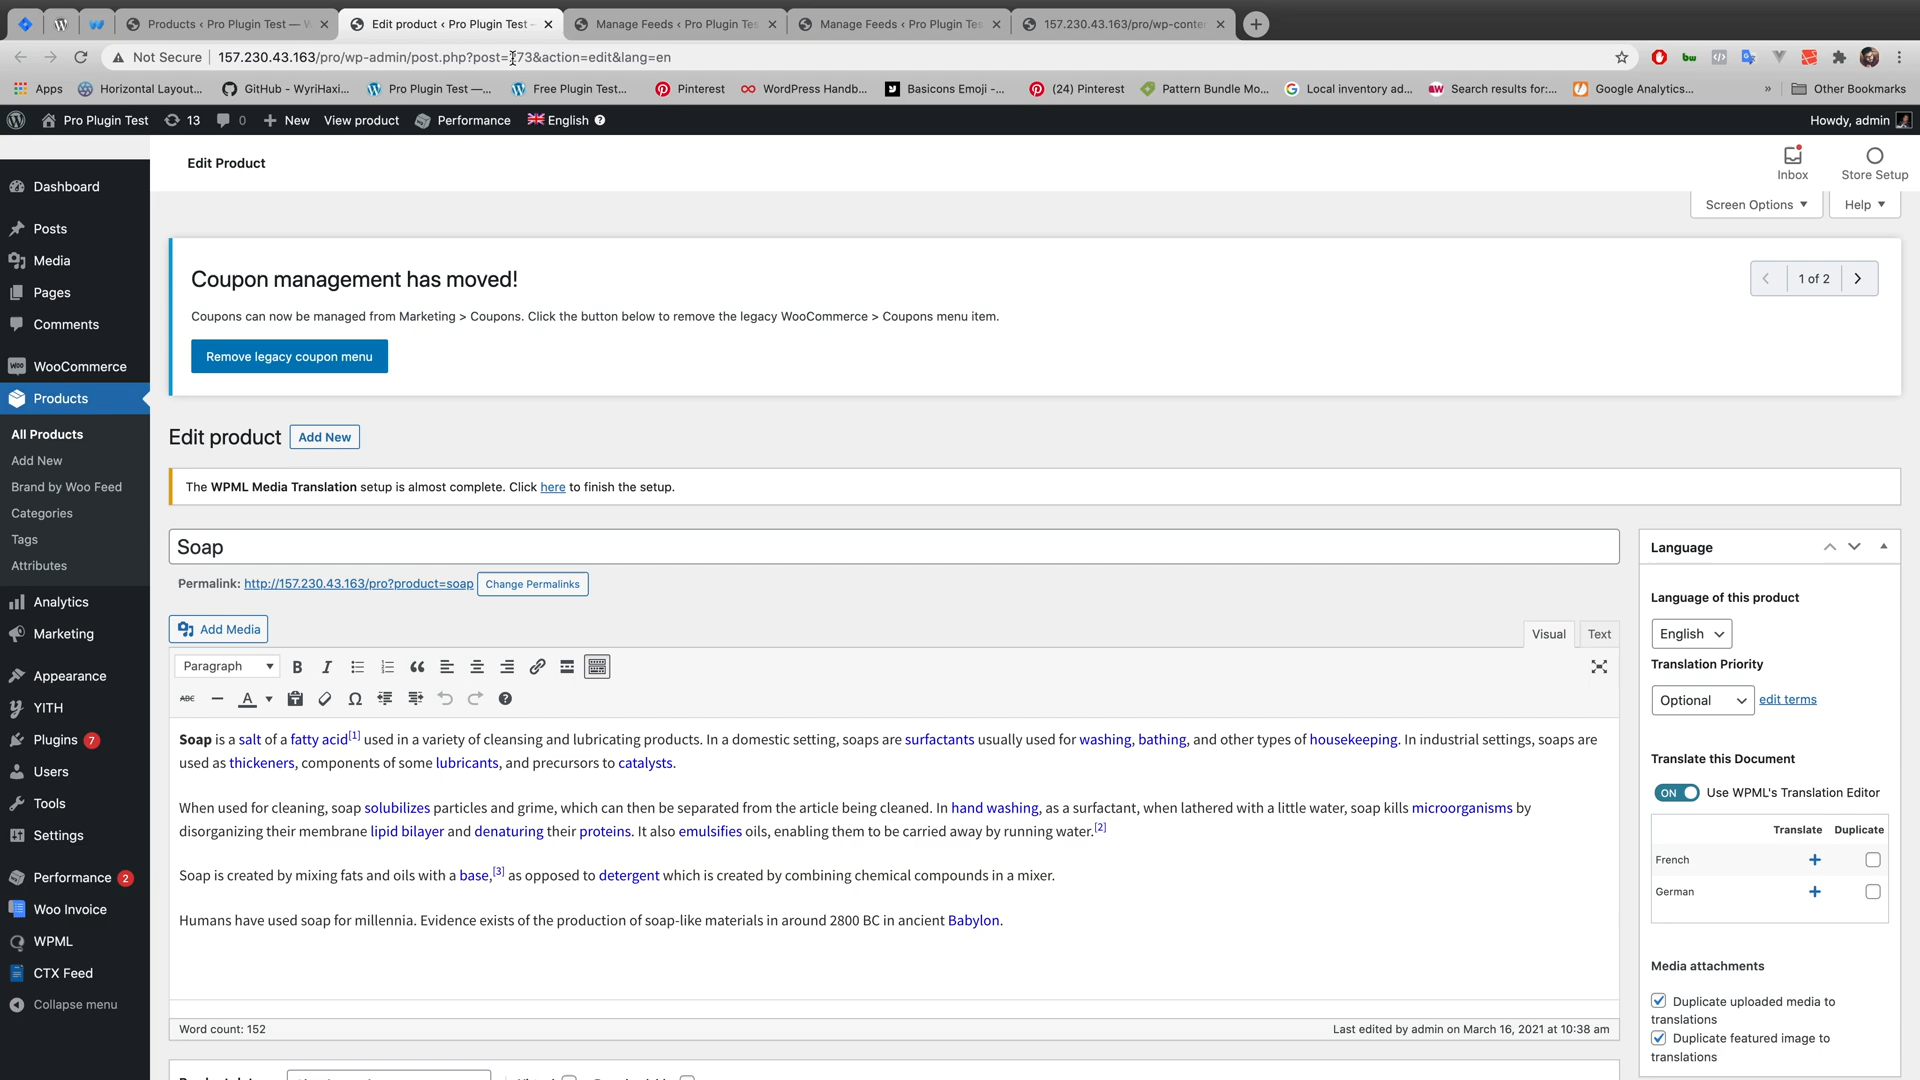 Products ‹ Pro Plugin Test — W
Edit product ‹ Pro Plugin Test –
Manage Feeds ‹ Pro Plugin Tes
Manage Feeds ‹ Pro Plugin Tes
157.230.43.163/pro/wp-conten
Not Secure
157.230.43.163/pro/wp-admin/post.php?post= 73&action=edit&lang=en
Apps
Horizontal Layout...
GitHub - WyriHaxi...
Pro Plugin Test —...
Free Plugin Test...
Pinterest
WordPress Handb...
Basicons Emoji -...
(24) Pinterest
Pattern Bundle Mo...
Local inventory ad...
Search results for:...
Google Analytics...
»
Other Bookmarks
Pro Plugin Test
13
0
New
View product
Performance
English
Howdy, admin
Edit Product
Inbox
Store Setup
Screen Options
Help
Dashboard
Posts
Media
Pages
Comments
WooCommerce
Products
All Products
Add New
Brand by Woo Feed
Categories
Tags
Attributes
Analytics
Marketing
Appearance
YITH
Plugins 7
Users
Tools
Settings
Performance 2
Woo Invoice
WPML
CTX Feed
Collapse menu
Coupon management has moved!
1 of 2
Coupons can now be managed from Marketing > Coupons. Click the button below to remove the legacy WooCommerce > Coupons menu item.
Remove legacy coupon menu
Edit product
Add New
The WPML Media Translation setup is almost complete. Click here to finish the setup.
Soap
Permalink: http://157.230.43.163/pro?product=soap
Change Permalinks
Add Media
Visual
Text
Paragraph
B
I
ABC
A
Ω
Soap is a salt of a fatty acid[1] used in a variety of cleansing and lubricating products. In a domestic setting, soaps are surfactants usually used for washing, bathing, and other types of housekeeping. In industrial settings, soaps are
used as thickeners, components of some lubricants, and precursors to catalysts.
When used for cleaning, soap solubilizes particles and grime, which can then be separated from the article being cleaned. In hand washing, as a surfactant, when lathered with a little water, soap kills microorganisms by
disorganizing their membrane lipid bilayer and denaturing their proteins. It also emulsifies oils, enabling them to be carried away by running water.[2]
Soap is created by mixing fats and oils with a base,[3] as opposed to detergent which is created by combining chemical compounds in a mixer.
Humans have used soap for millennia. Evidence exists of the production of soap-like materials in around 2800 BC in ancient Babylon.
Word count: 152
Last edited by admin on March 16, 2021 at 10:38 am
Language
Language of this product
English
Translation Priority
Optional
edit terms
Translate this Document
ON
Use WPML's Translation Editor
Translate
Duplicate
French
German
Media attachments
Duplicate uploaded media to
translations
Duplicate featured image to
translations